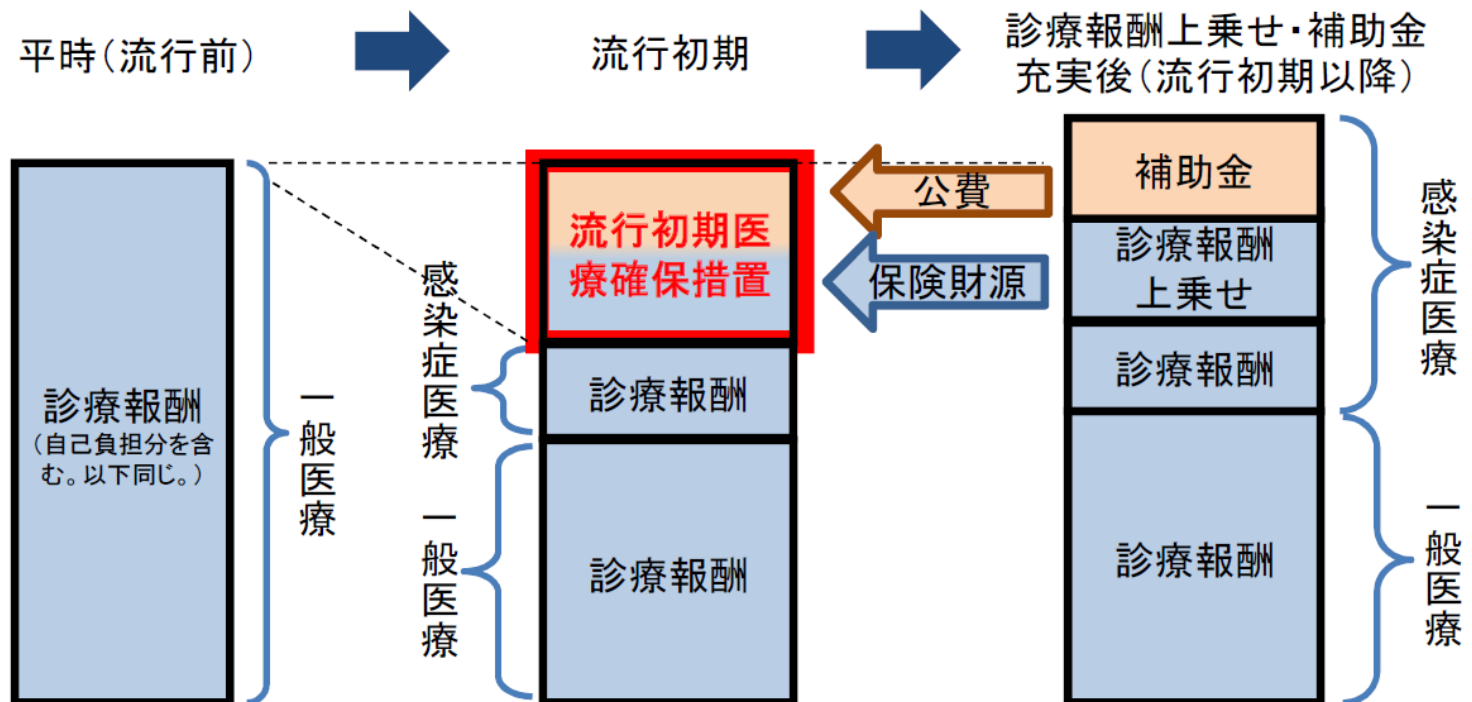 平時(流行前)
流行初期
診療報酬上乗せ・補助金
充実後(流行初期以降)
診療報酬
(自己負担分を含
む。以下同じ。)
一般医療
感染症医療
一般医療
流行初期医
療確保措置
診療報酬
診療報酬
公費
保険財源
補助金
診療報酬
上乗せ
診療報酬
診療報酬
感染症医療
一般医療